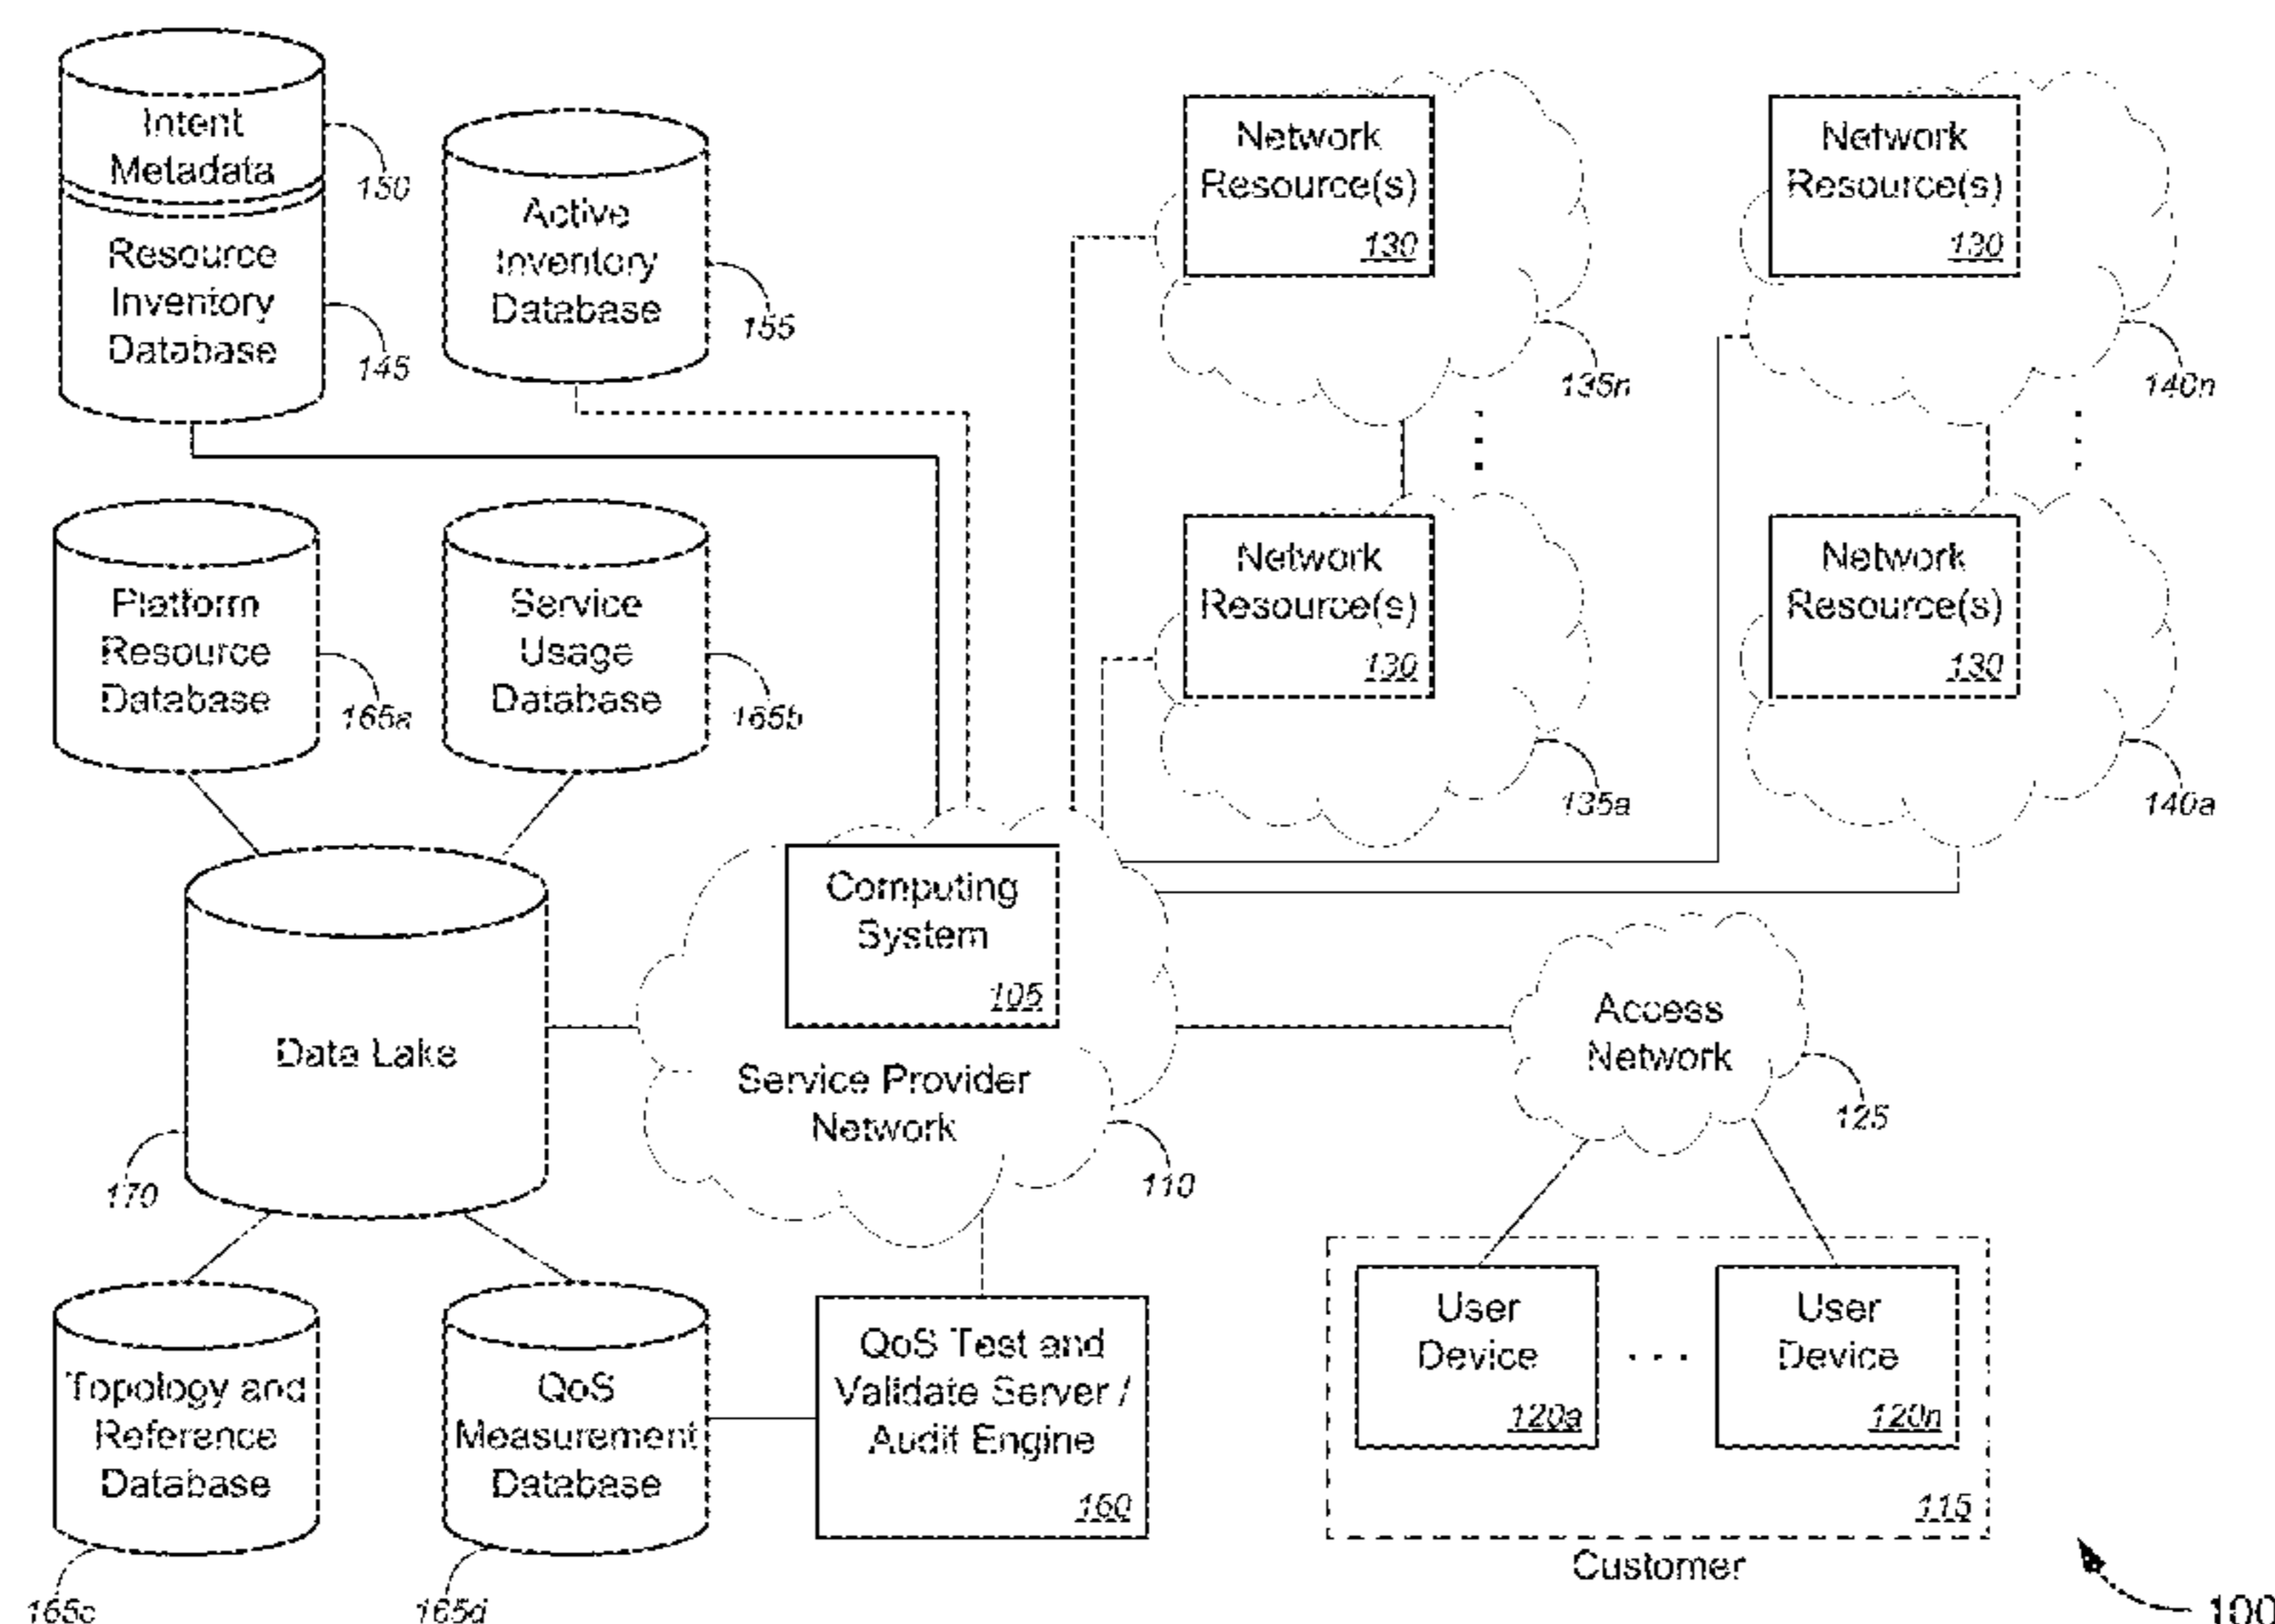 Intent
Metadata
150
Resource
Inventory
Database
145
Active
Inventory
Database
155
Network
Resource(s)
130
135n
Network
Resource(s)
130
140n
Platform
Resource
Database
165a
Service
Usage
Database
165b
Network
Resource(s)
130
135a
Network
Resource(s)
130
140a
Computing
System
105
Service Provider
Network
110
Data Lake
170
Access
Network
125
Topology and
Reference
Database
165c
QoS
Measurement
Database
165d
QoS Test and
Validate Server /
Audit Engine
160
User
Device
120a
. . .
User
Device
120n
115
Customer
100